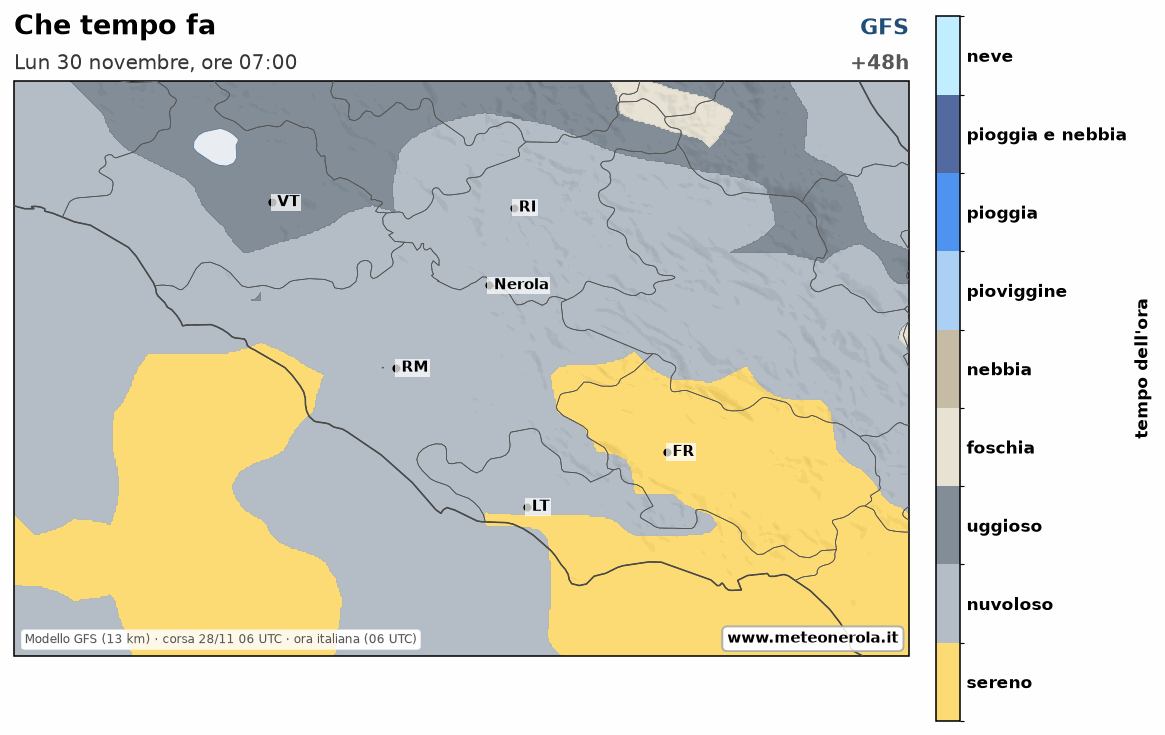 Che tempo fa
GFS
Lun 30 novembre, ore 07:00
+48h
VT
RI
Nerola
RM
FR
LT
Modello GFS (13 km) · corsa 28/11 06 UTC · ora italiana (06 UTC)
www.meteonerola.it
neve
pioggia e nebbia
pioggia
pioviggine
nebbia
foschia
uggioso
nuvoloso
sereno
tempo dell'ora